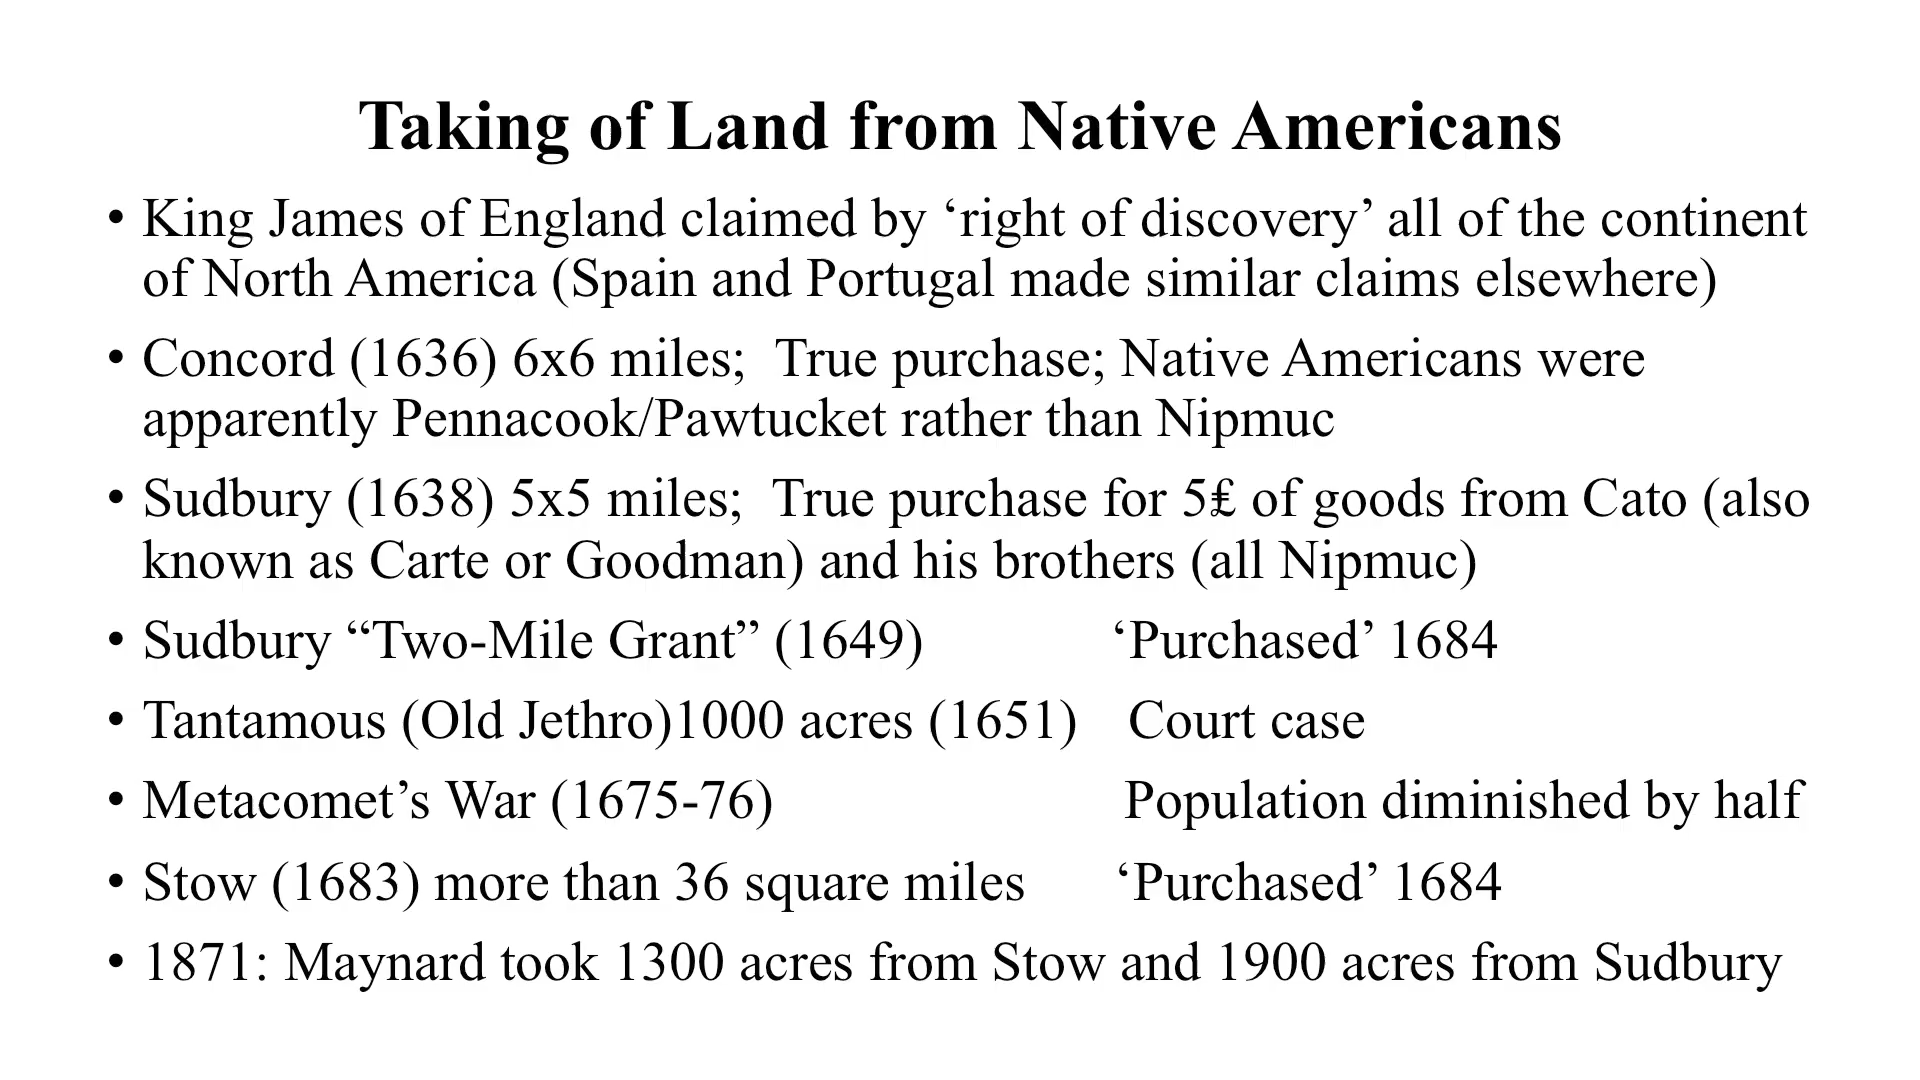 Taking of Land from Native Americans
• King James of England claimed by ‘right of discovery’ all of the continent
of North America (Spain and Portugal made similar claims elsewhere)
• Concord (1636) 6x6 miles;  True purchase; Native Americans were
apparently Pennacook/Pawtucket rather than Nipmuc
• Sudbury (1638) 5x5 miles;  True purchase for 5₤ of goods from Cato (also
known as Carte or Goodman) and his brothers (all Nipmuc)
• Sudbury “Two-Mile Grant” (1649) ‘Purchased’ 1684
• Tantamous (Old Jethro)1000 acres (1651) Court case
• Metacomet’s War (1675-76) Population diminished by half
• Stow (1683) more than 36 square miles ‘Purchased’ 1684
• 1871: Maynard took 1300 acres from Stow and 1900 acres from Sudbury